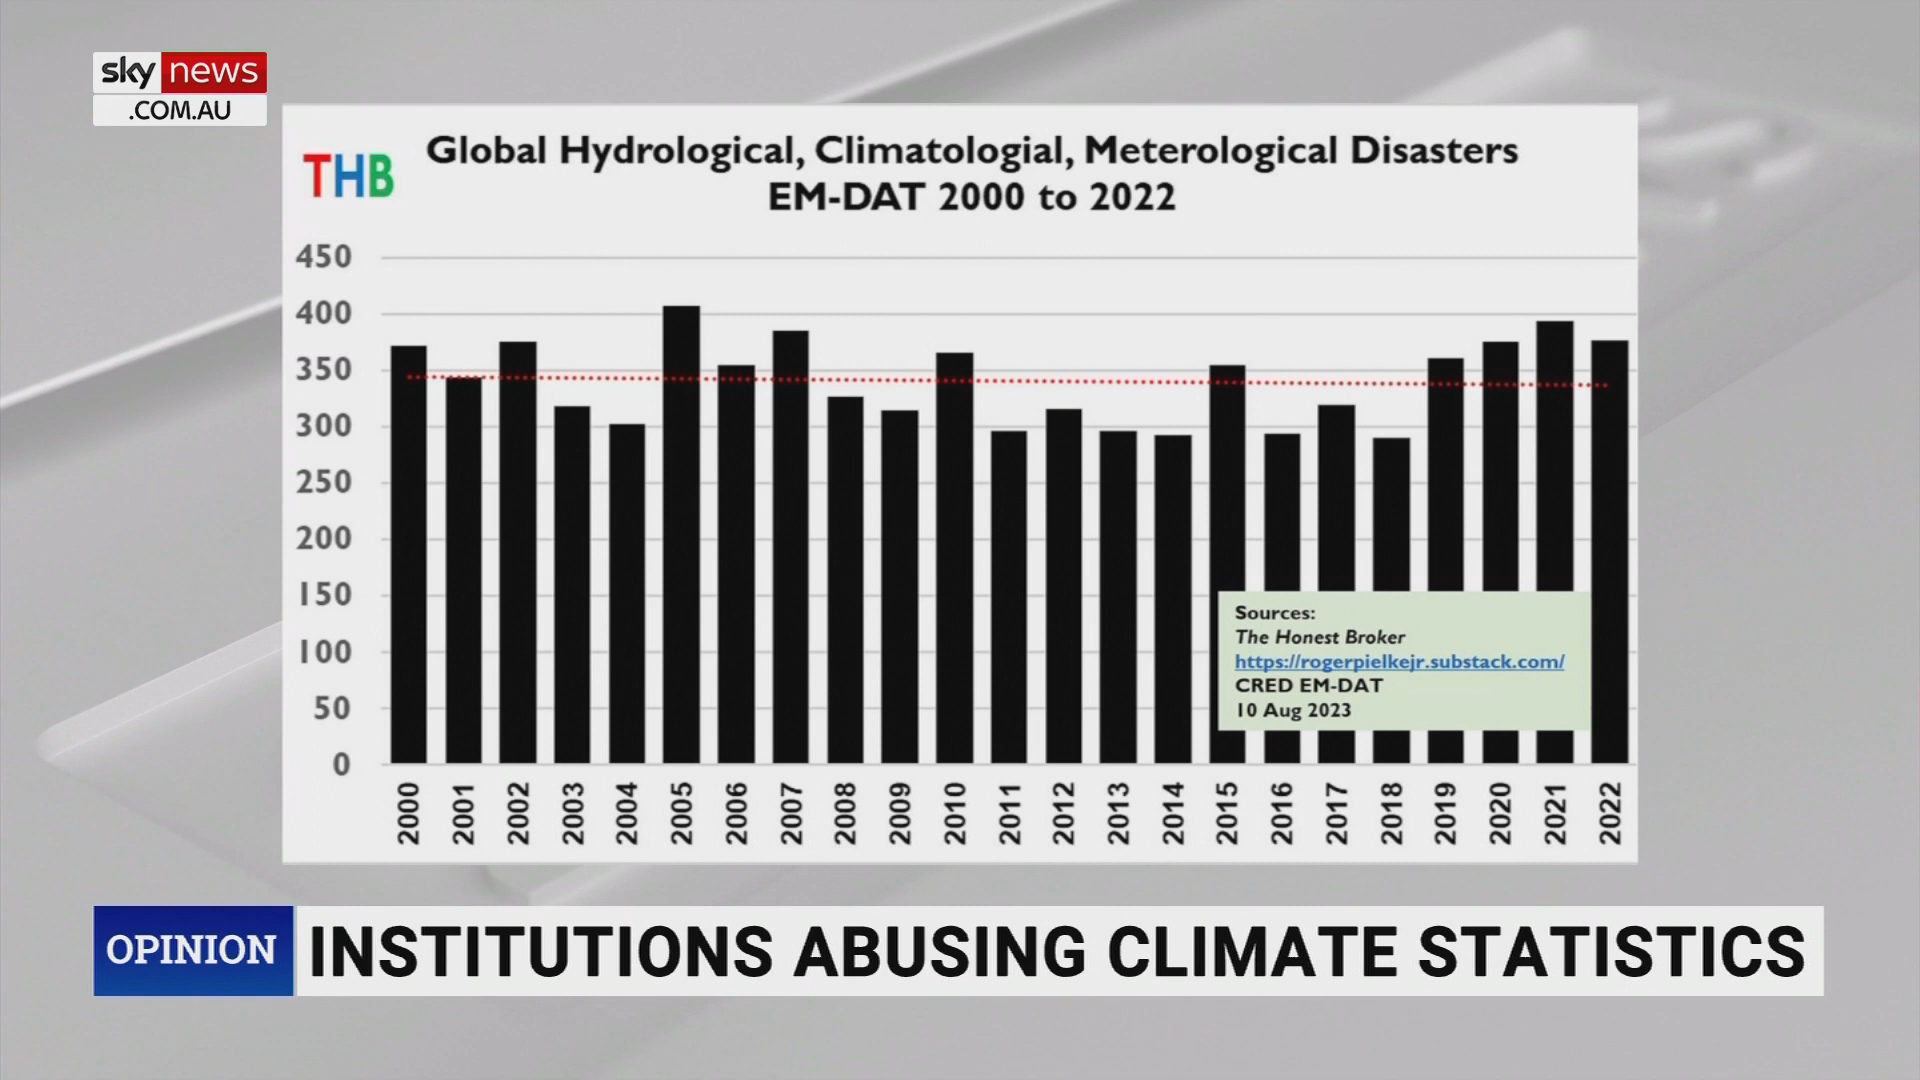 sky news
.COM.AU
THB
Global Hydrological, Climatologial, Meterological Disasters
EM-DAT 2000 to 2022
450
400
350
300
250
200
150
100
50
0
Sources:
The Honest Broker
https://rogerpielkejr.substack.com/
CRED EM-DAT
10 Aug 2023
2000 2001 2002 2003 2004 2005 2006 2007 2008 2009 2010 2011 2012 2013 2014 2015 2016 2017 2018 2019 2020 2021 2022
OPINION
INSTITUTIONS ABUSING CLIMATE STATISTICS